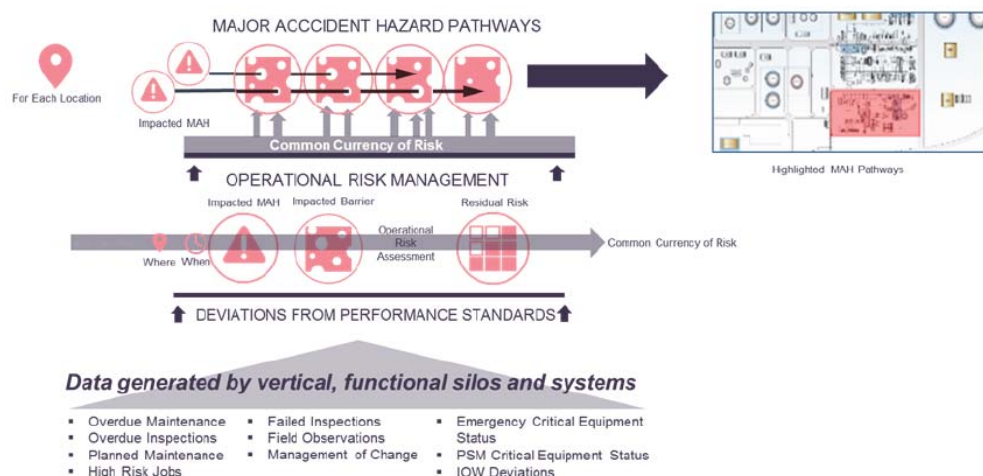 MAJOR ACCCIDENT HAZARD PATHWAYS
For Each Location
Impacted MAH
Common Currency of Risk
Highlighted MAH Pathways
OPERATIONAL RISK MANAGEMENT
Impacted MAH
Impacted Barrier
Residual Risk
Operational
Risk
Assessment
Where
When
Common Currency of Risk
DEVIATIONS FROM PERFORMANCE STANDARDS
Data generated by vertical, functional silos and systems
▪ Overdue Maintenance
▪ Overdue Inspections
▪ Planned Maintenance
▪ High Risk Jobs
▪ Failed Inspections
▪ Field Observations
▪ Management of Change
▪ Emergency Critical Equipment
Status
▪ PSM Critical Equipment Status
▪ IOW Deviations